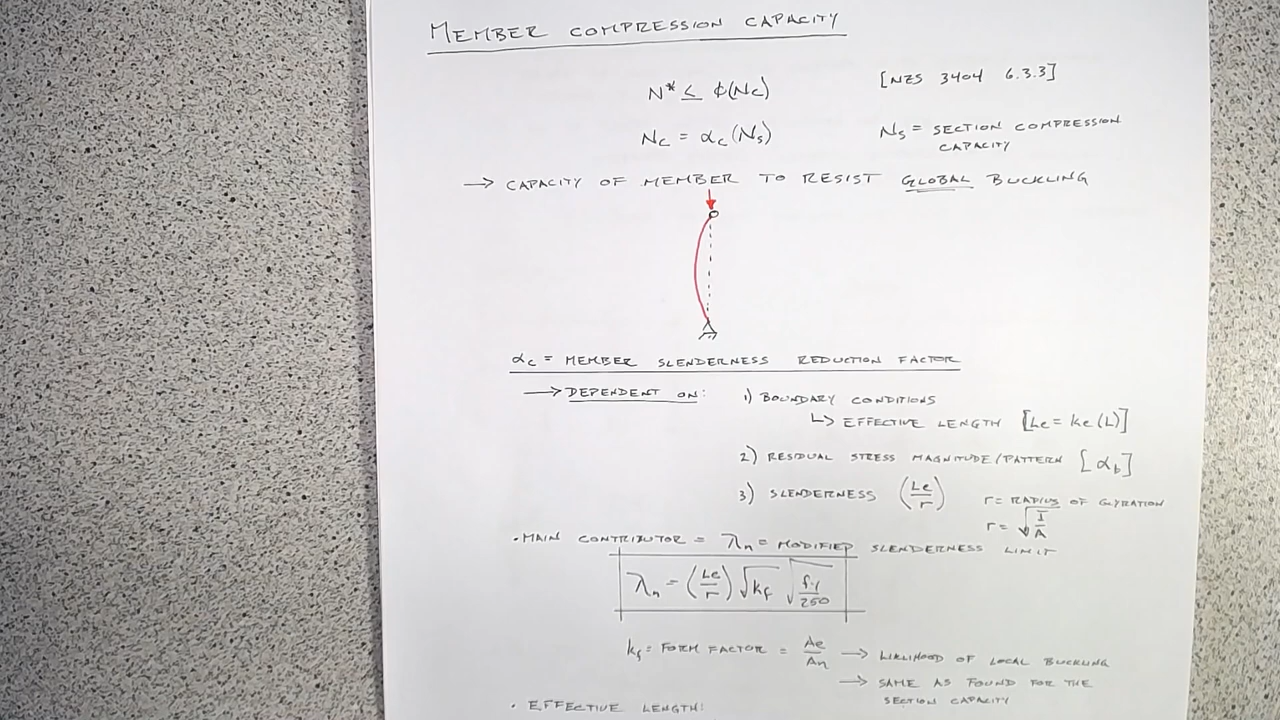 MEMBER COMPRESSION CAPACITY
N* ≤ ϕ(Nc) [NZS 3404 6.3.3]
Nc = αc(Ns) Ns = SECTION COMPRESSION
CAPACITY
→ CAPACITY OF MEMBER TO RESIST GLOBAL BUCKLING
αc = MEMBER SLENDERNESS REDUCTION FACTOR
→ DEPENDENT ON: 1) BOUNDARY CONDITIONS
↳ EFFECTIVE LENGTH [Le = ke(L)]
2) RESIDUAL STRESS MAGNITUDE/PATTERN [αb]
3) SLENDERNESS (Le/r) r = RADIUS OF GYRATION
r = √(I/A)
• MAIN CONTRIBUTOR = λn = MODIFIED SLENDERNESS LIMIT
λn = (Le/r) √kf √(fy/250)
kf = FORM FACTOR = Ae/An → LIKLIHOOD OF LOCAL BUCKLING
→ SAME AS FOUND FOR THE
SECTION CAPACITY
• EFFECTIVE LENGTH: